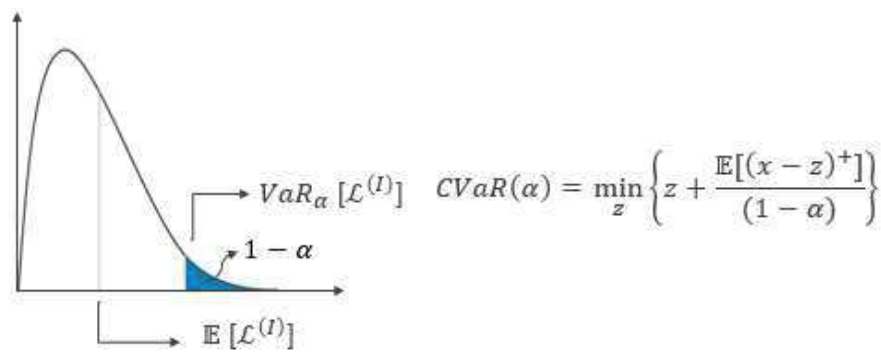 VaR_α [ℒ^(I)]
CVaR(α) = min_z {z + 𝔼[(x − z)^+] / (1 − α)}
1 − α
𝔼 [ℒ^(I)]